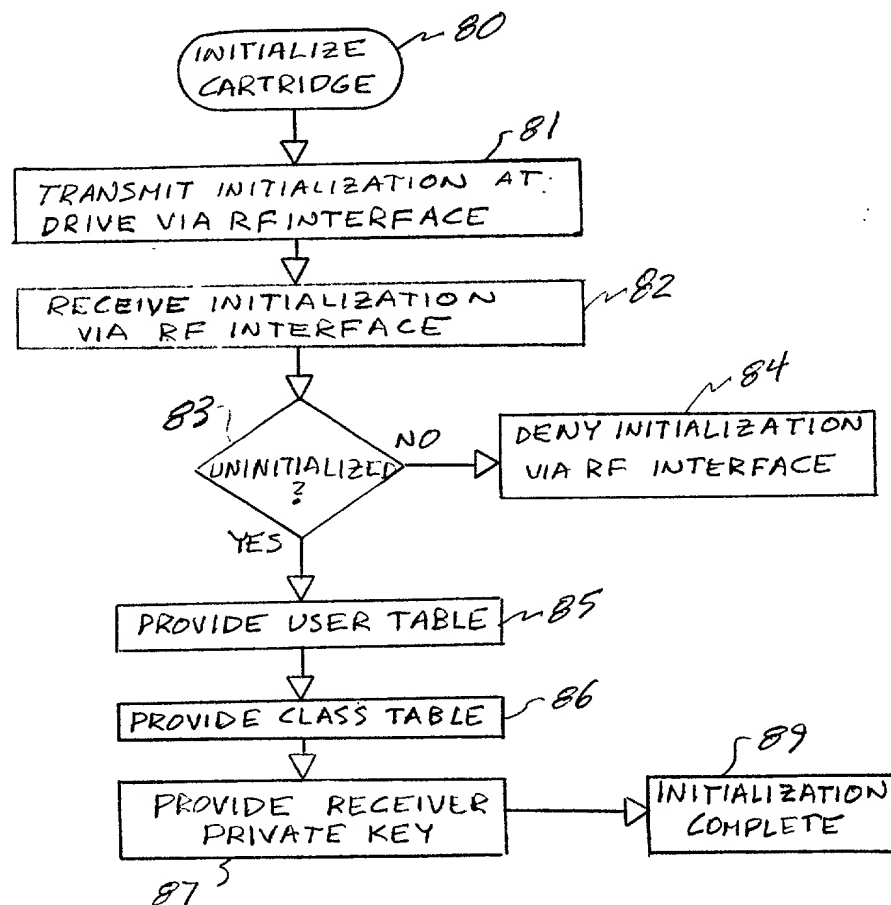 INITIALIZE
CARTRIDGE
80
81
TRANSMIT INITIALIZATION AT
DRIVE VIA RF INTERFACE
RECEIVE INITIALIZATION
VIA RF INTERFACE
82
83
UNINITIALIZED
?
NO
84
DENY INITIALIZATION
VIA RF INTERFACE
YES
PROVIDE USER TABLE
85
PROVIDE CLASS TABLE
86
PROVIDE RECEIVER
PRIVATE KEY
87
89
INITIALIZATION
COMPLETE